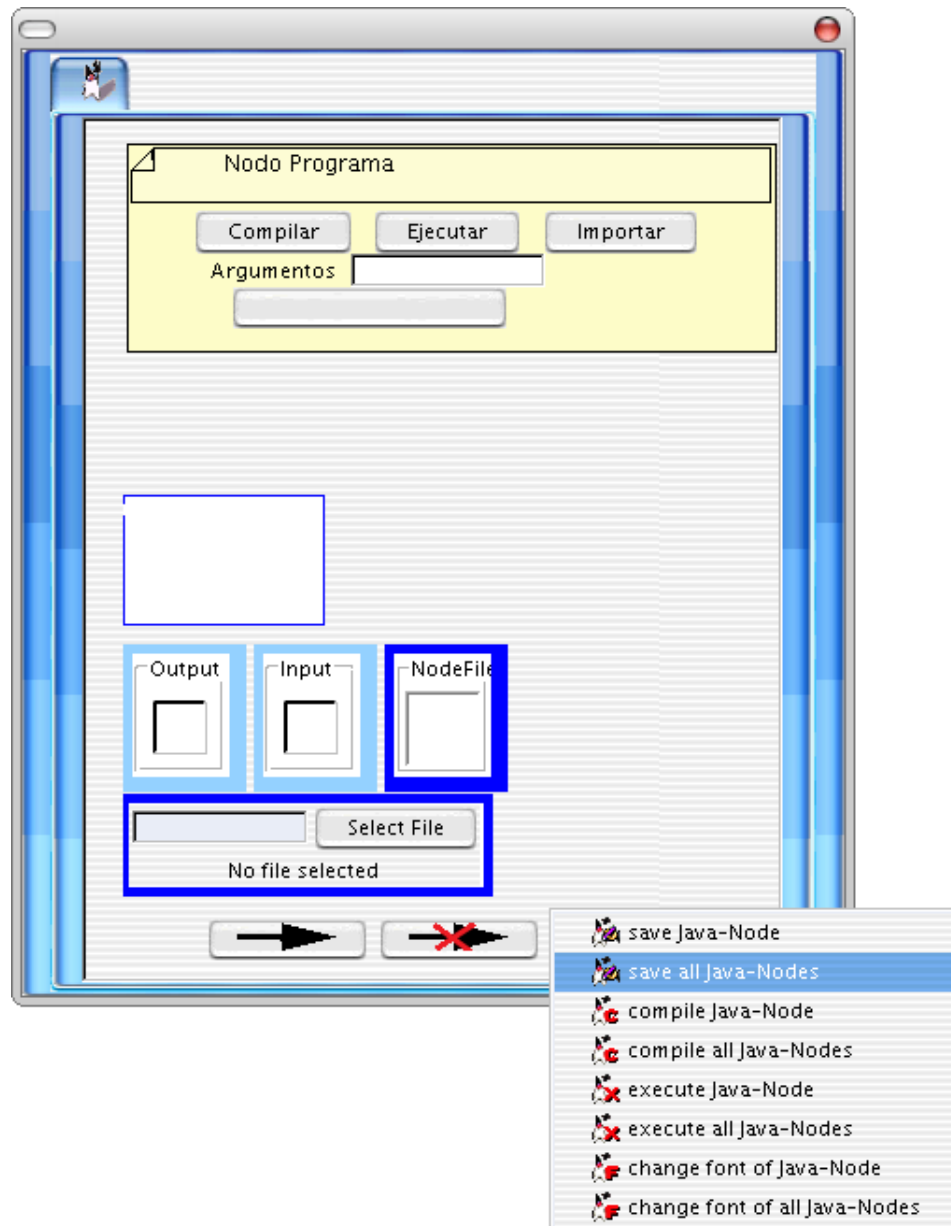 Nodo Programa
Compilar Ejecutar Importar
Argumentos
Output Input NodeFile
Select File
No file selected
save Java-Node
save all Java-Nodes
compile Java-Node
compile all Java-Nodes
execute Java-Node
execute all Java-Nodes
change font of Java-Node
change font of all Java-Nodes